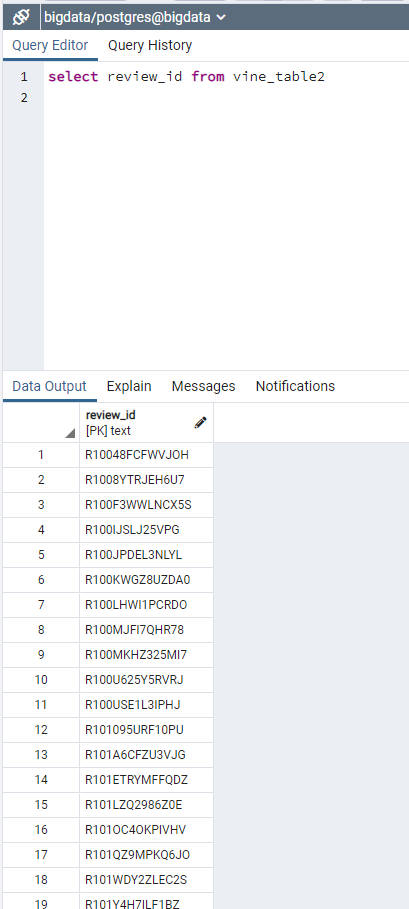 bigdata/postgres@bigdata
Query Editor Query History
1 select review_id from vine_table2
2
Data Output Explain Messages Notifications
review_id
[PK] text
1 R10048FCFWVJOH
2 R1008YTRJEH6U7
3 R100F3WWLNCX5S
4 R100IJSLJ25VPG
5 R100JPDEL3NLYL
6 R100KWGZ8UZDA0
7 R100LHWI1PCRDO
8 R100MJFI7QHR78
9 R100MKHZ325MI7
10 R100U625Y5RVRJ
11 R100USE1L3IPHJ
12 R101095URF10PU
13 R101A6CFZU3VJG
14 R101ETRYMFFQDZ
15 R101LZQ2986Z0E
16 R101OC4OKPIVHV
17 R101QZ9MPKQ6JO
18 R101WDY2ZLEC2S
19 R101Y4H7ILF1BZ